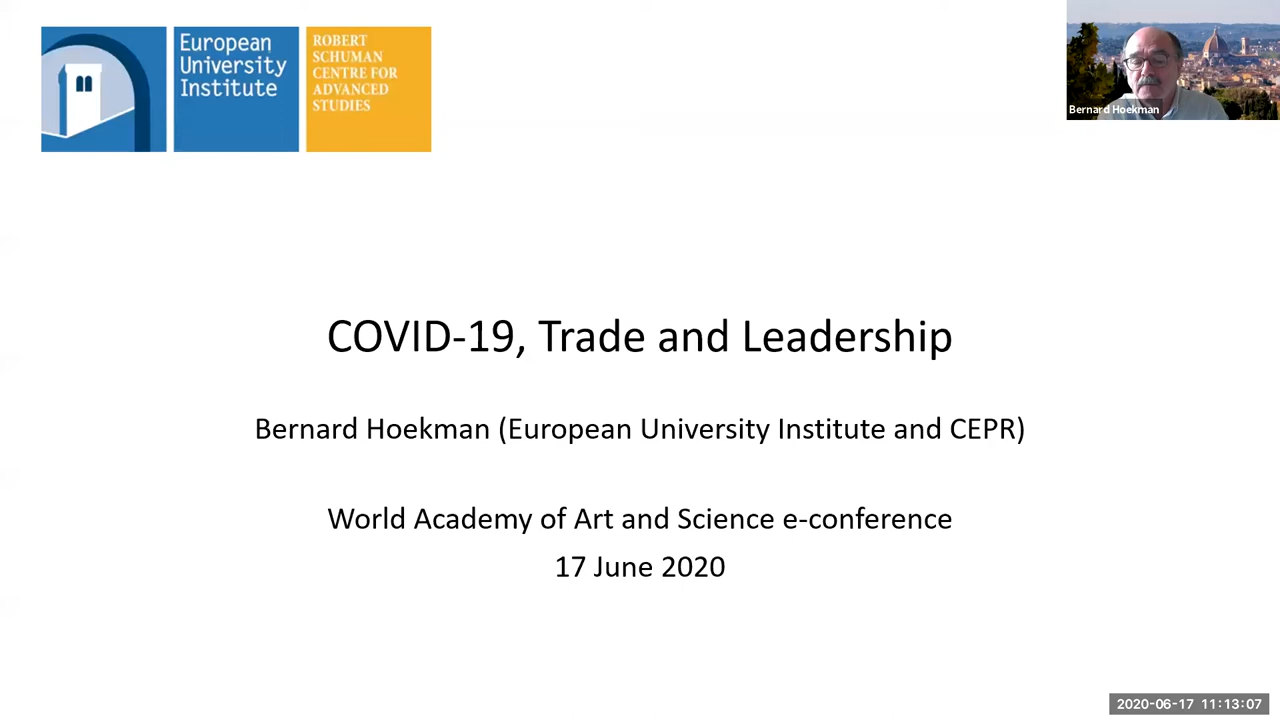 European
University
Institute
ROBERT
SCHUMAN
CENTRE FOR
ADVANCED
STUDIES
Bernard Hoekman
COVID-19, Trade and Leadership
Bernard Hoekman (European University Institute and CEPR)
World Academy of Art and Science e-conference
17 June 2020
2020-06-17 11:13:07